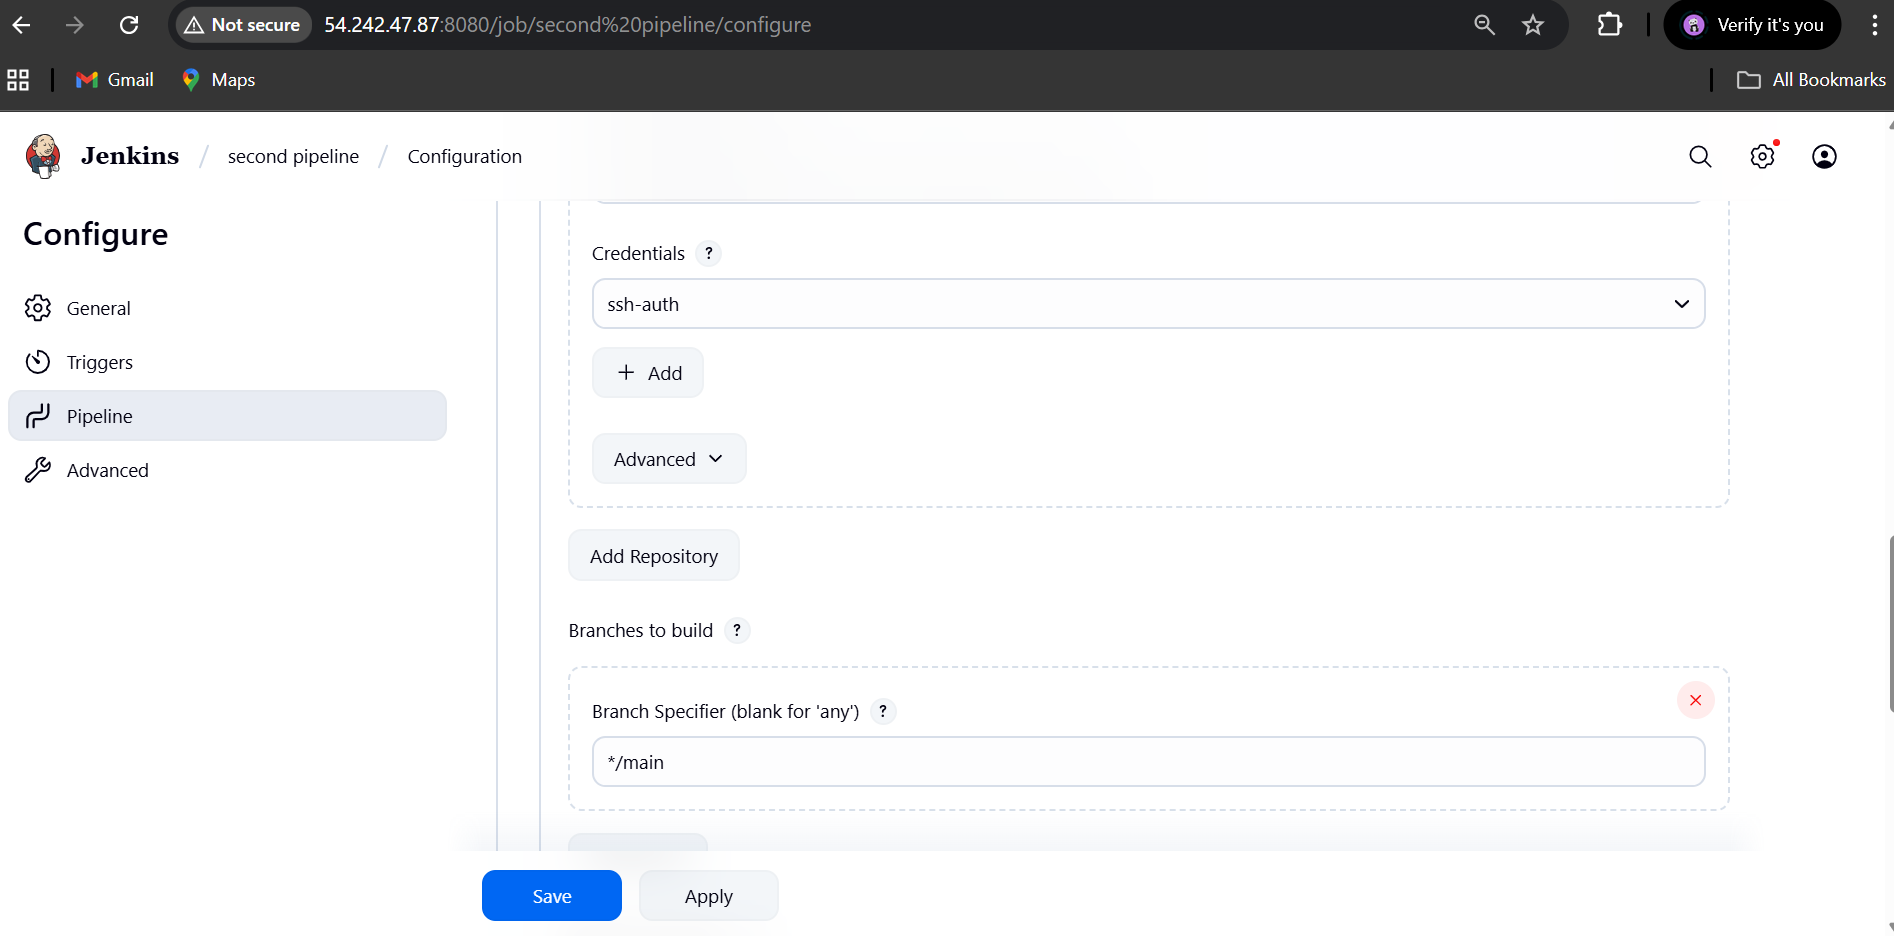 Not secure 54.242.47.87:8080/job/second%20pipeline/configure Verify it's you
Gmail Maps All Bookmarks
Jenkins / second pipeline / Configuration
Configure
General
Triggers
Pipeline
Advanced
Credentials ?
ssh-auth
+ Add
Advanced
Add Repository
Branches to build ?
Branch Specifier (blank for 'any') ?
*/main
Save Apply